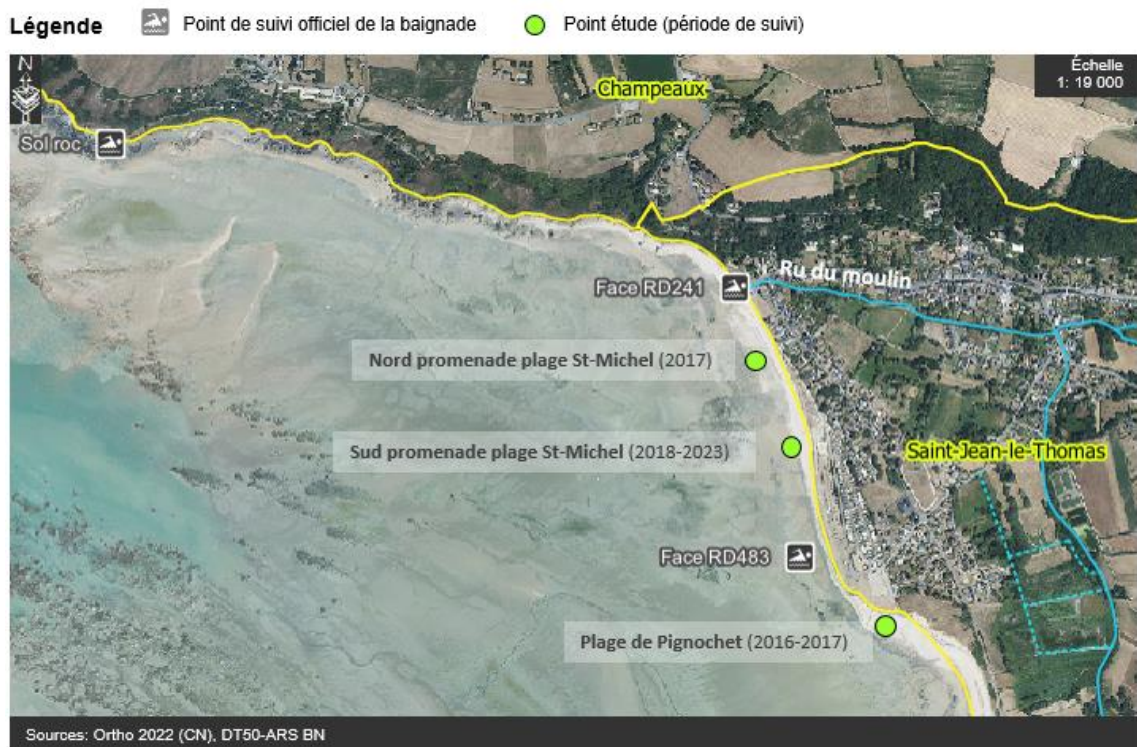 Légende Point de suivi officiel de la baignade Point étude (période de suivi)
N
Échelle
1: 19 000
Champeaux
Sol roc
Ru du moulin
Face RD241
Nord promenade plage St-Michel (2017)
Sud promenade plage St-Michel (2018-2023)
Saint-Jean-le-Thomas
Face RD483
Plage de Pignochet (2016-2017)
Sources: Ortho 2022 (CN), DT50-ARS BN